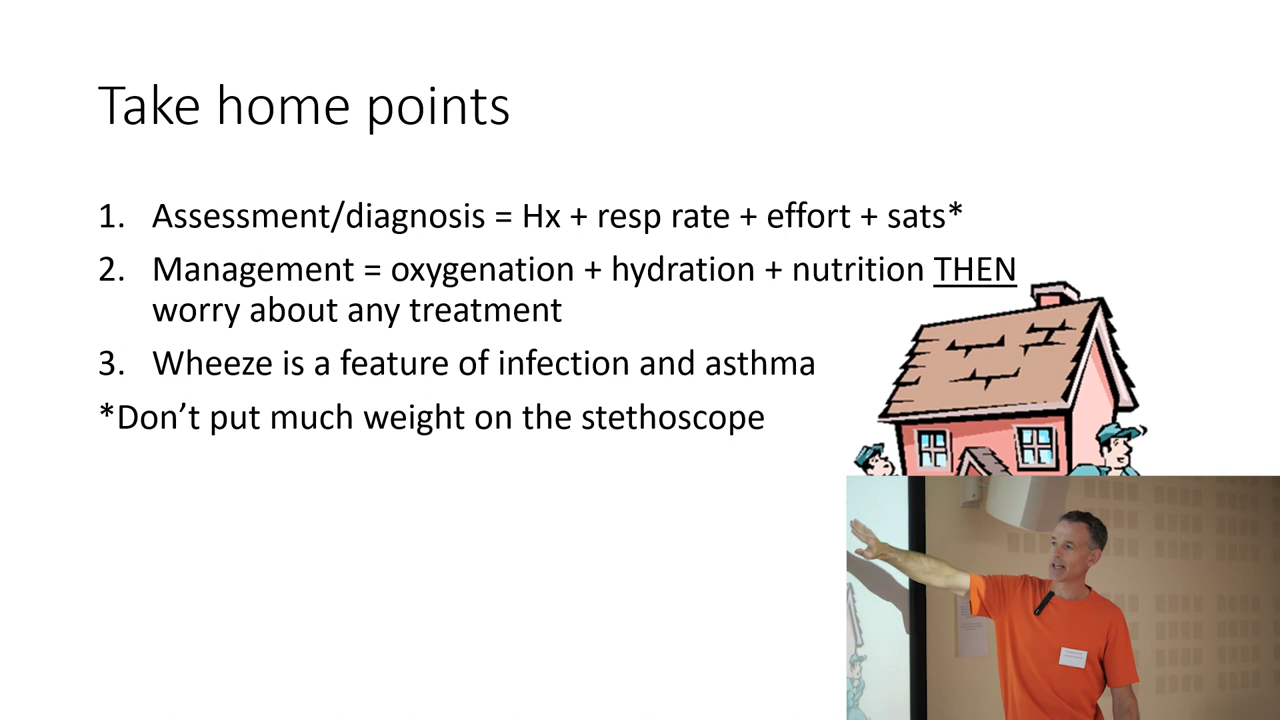 Take home points
1. Assessment/diagnosis = Hx + resp rate + effort + sats*
2. Management = oxygenation + hydration + nutrition THEN
worry about any treatment
3. Wheeze is a feature of infection and asthma
*Don’t put much weight on the stethoscope